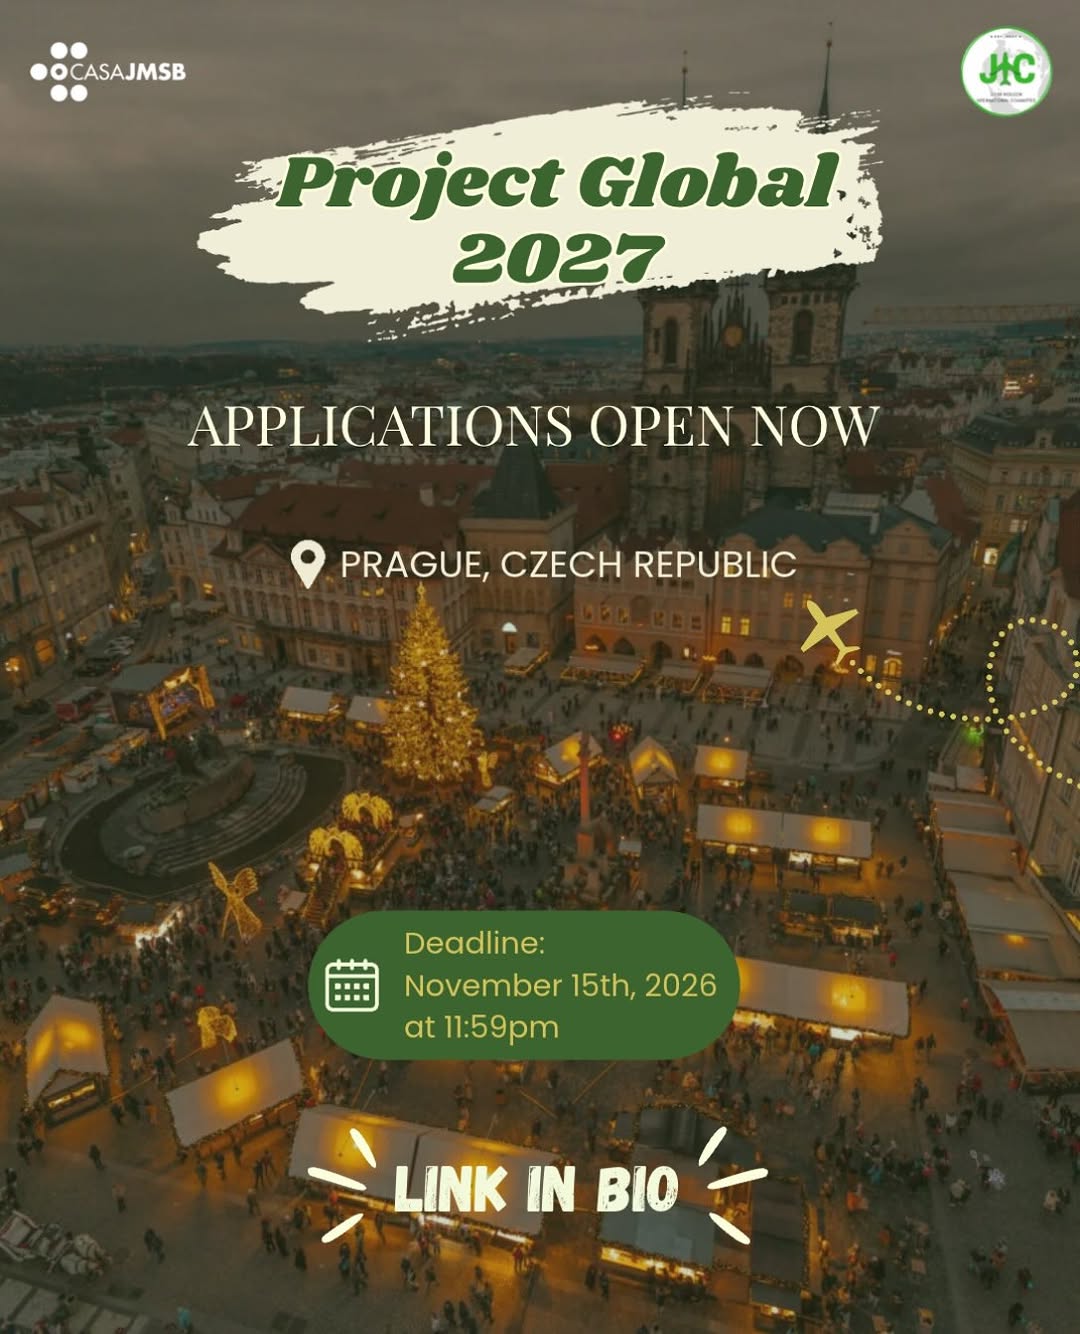 CASAJMSB
JHC
Project Global
2027
APPLICATIONS OPEN NOW
PRAGUE, CZECH REPUBLIC
Deadline:
November 15th, 2026
at 11:59pm
LINK IN BIO